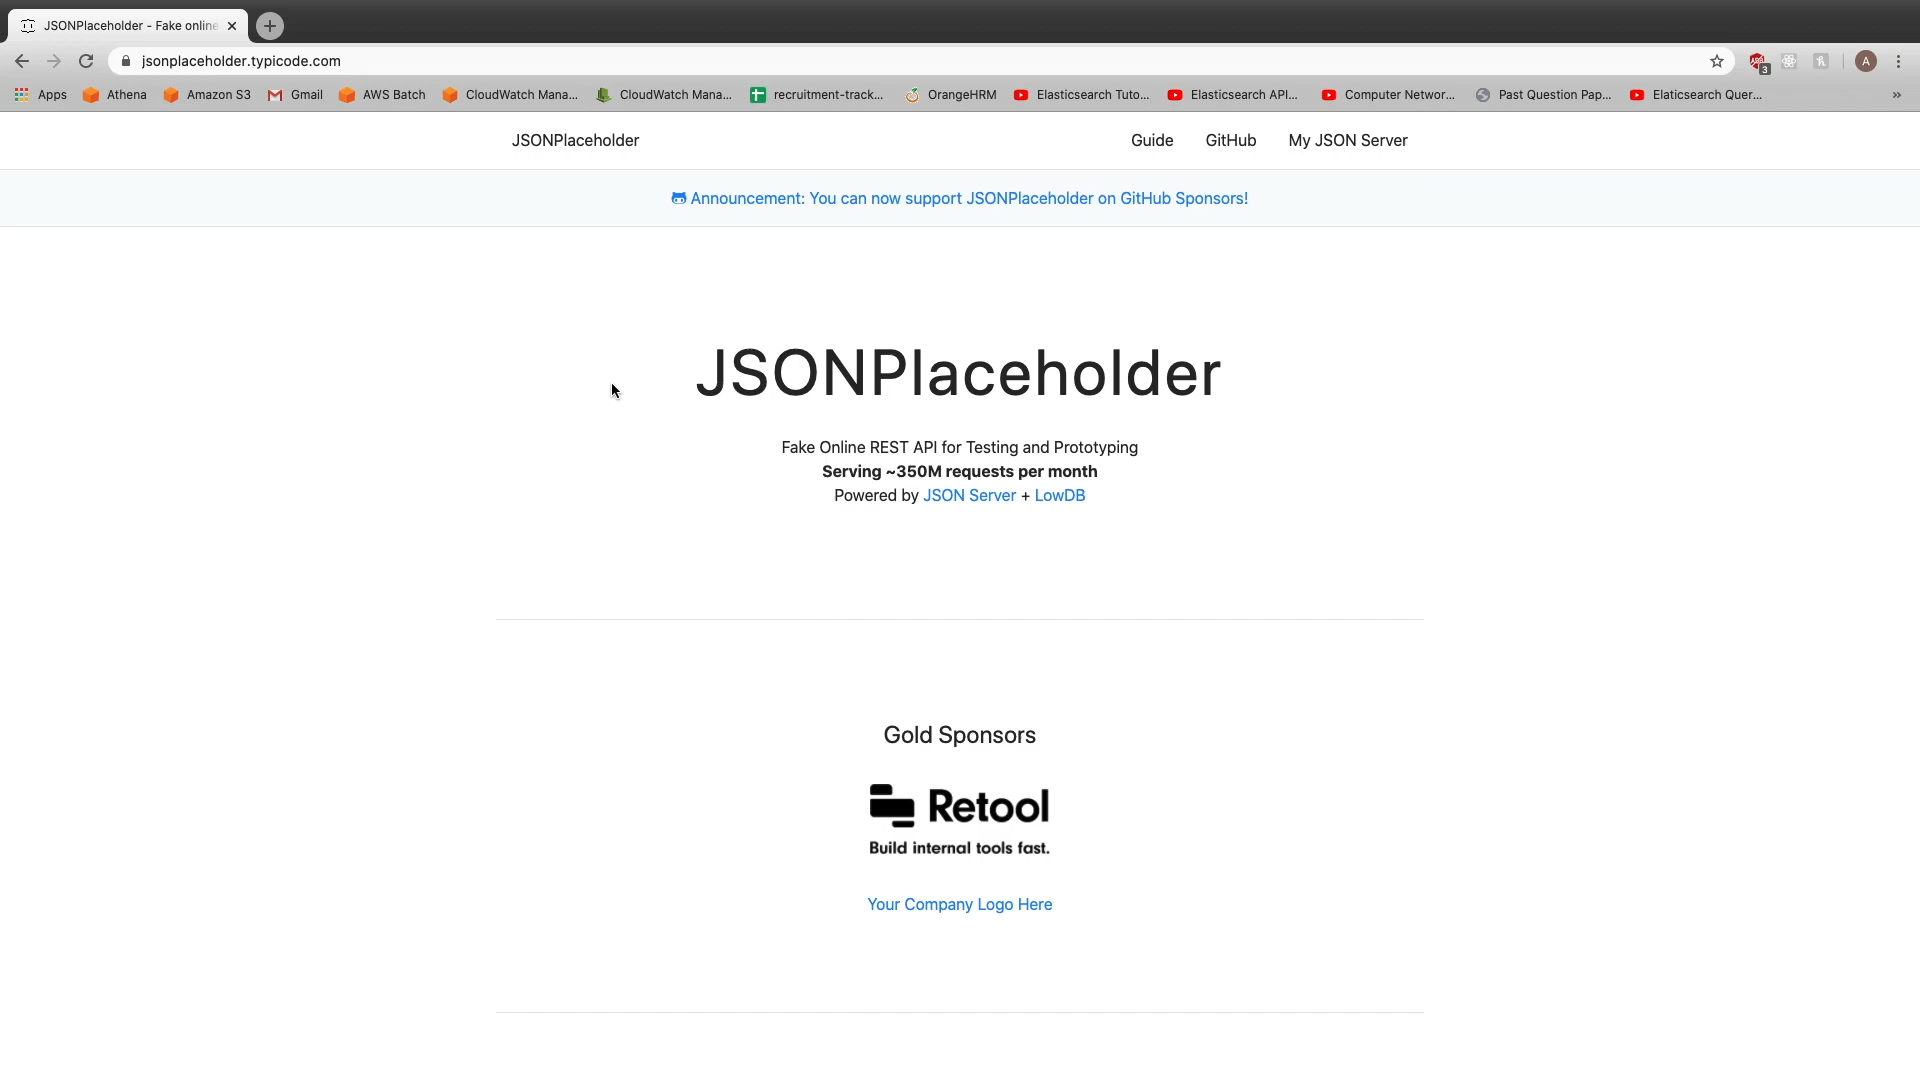 JSONPlaceholder - Fake online
jsonplaceholder.typicode.com
3
A
Apps Athena Amazon S3 Gmail AWS Batch CloudWatch Mana... CloudWatch Mana... recruitment-track... OrangeHRM Elasticsearch Tuto... Elasticsearch API... Computer Networ... Past Question Pap... Elaticsearch Quer... »
JSONPlaceholder Guide GitHub My JSON Server
Announcement: You can now support JSONPlaceholder on GitHub Sponsors!
JSONPlaceholder
Fake Online REST API for Testing and Prototyping
Serving ~350M requests per month
Powered by JSON Server + LowDB
Gold Sponsors
Retool
Build internal tools fast.
Your Company Logo Here